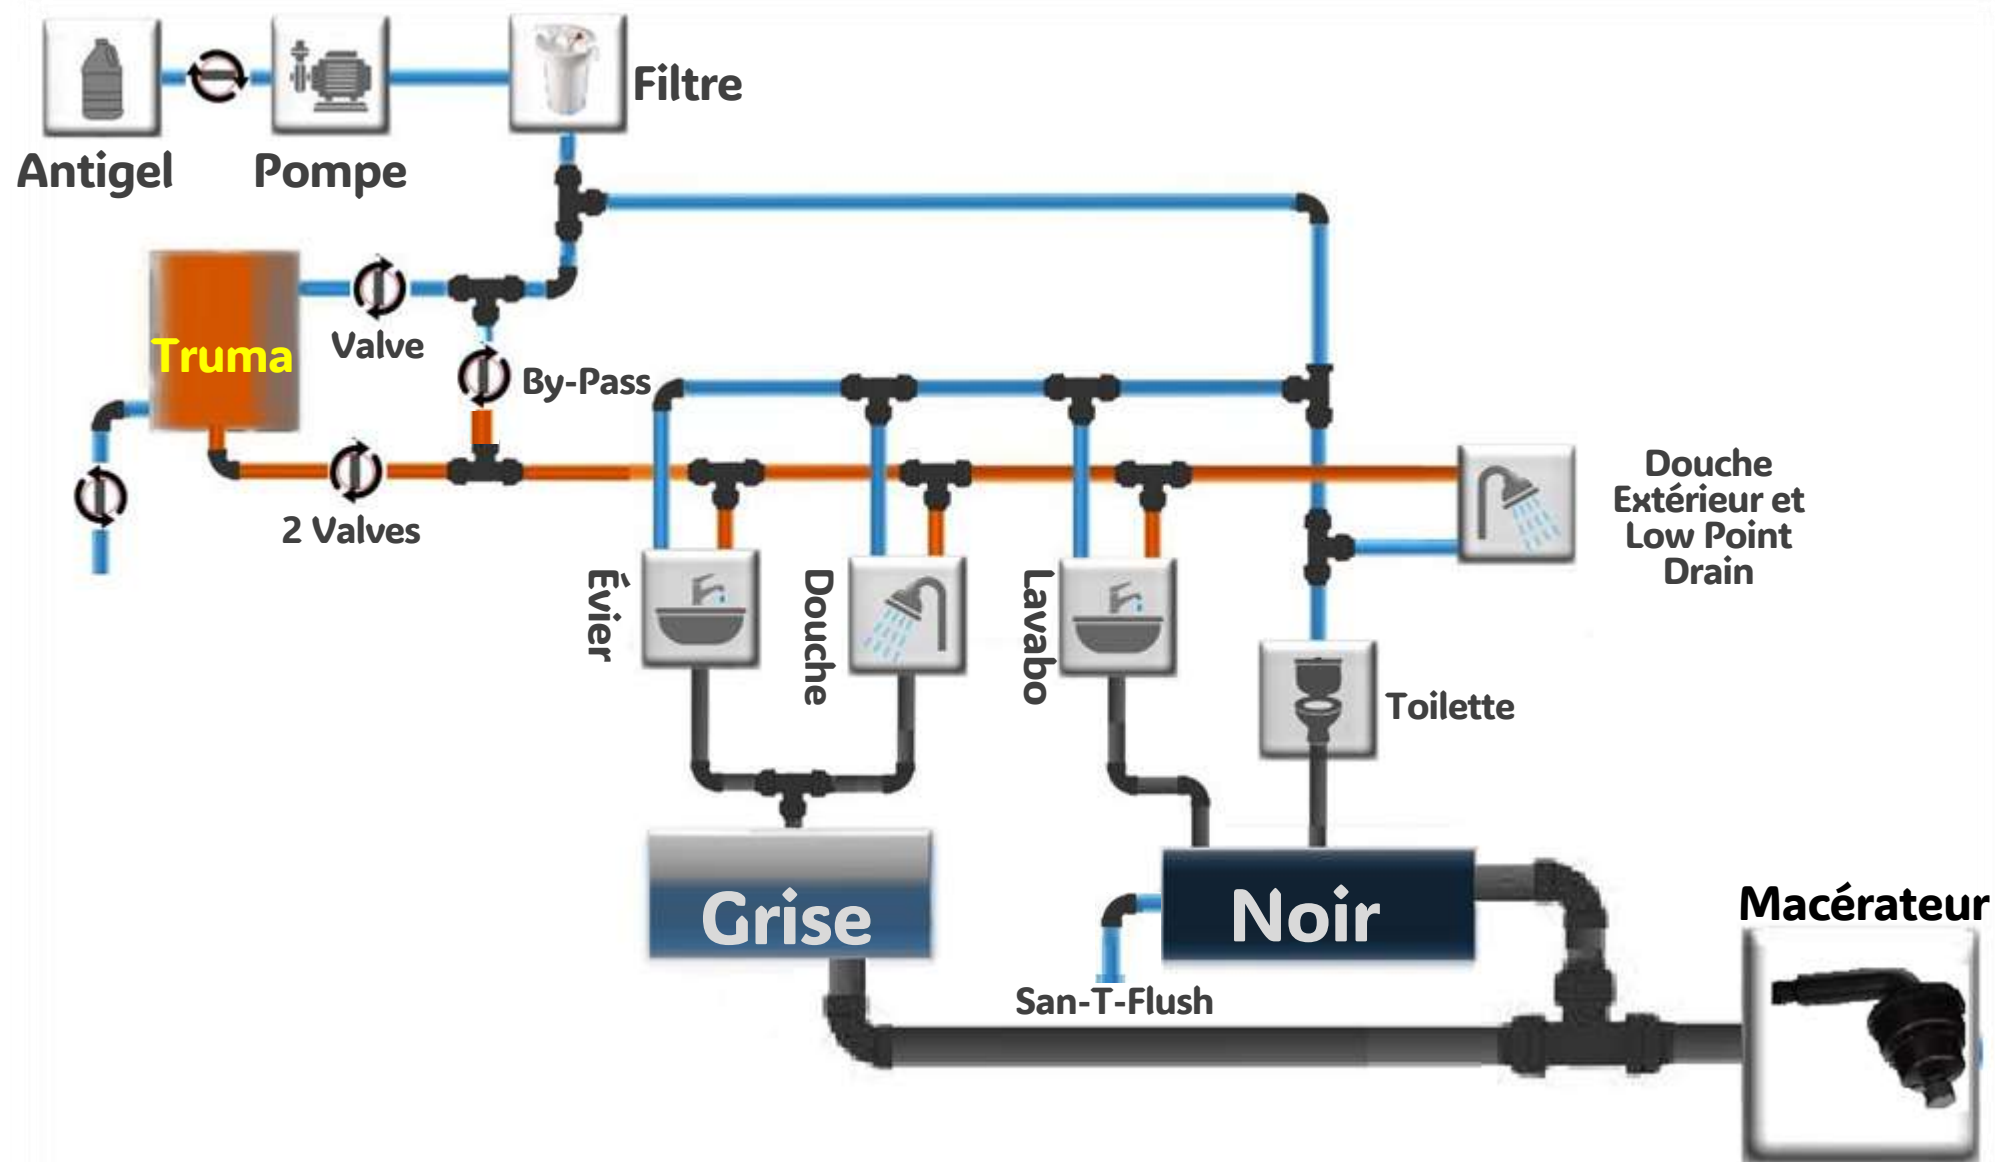 Filtre
Antigel
Pompe
Truma
Valve
By-Pass
2 Valves
Douche
Extérieur et
Low Point
Drain
Évier
Douche
Lavabo
Toilette
Grise
Noir
Macérateur
San-T-Flush